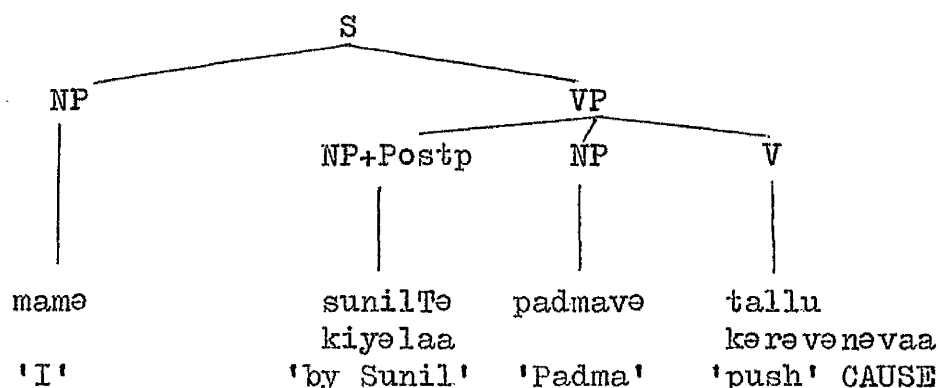 S
NP VP
NP+Postp NP V
mamə sunilTə padmavə tallu
kiyəlaa kərəvənəvaa
'I' 'by Sunil' 'Padma' 'push' CAUSE